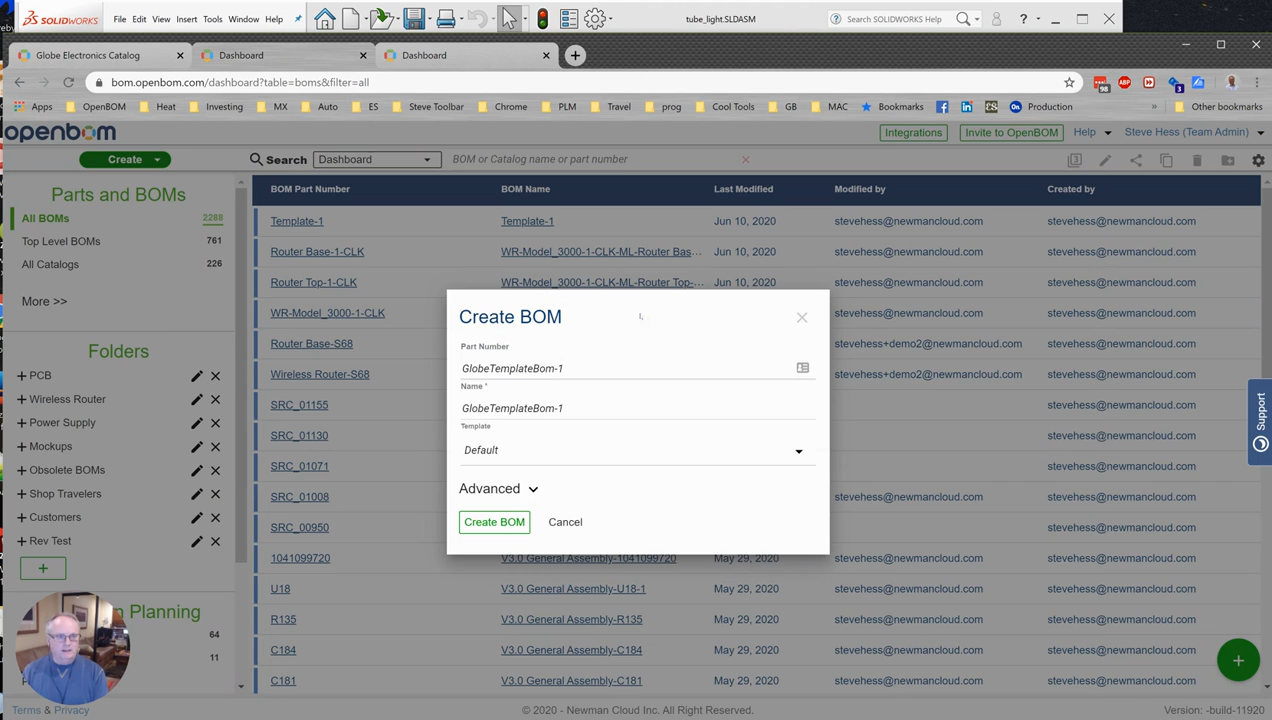 SOLIDWORKS File Edit View Insert Tools Window Help tube_light.SLDASM Search SOLIDWORKS Help ?
Globe Electronics Catalog Dashboard Dashboard
bom.openbom.com/dashboard?table=boms&filter=all
Apps OpenBOM Heat Investing MX Auto ES Steve Toolbar Chrome PLM Travel prog Cool Tools GB MAC Bookmarks Production » Other bookmarks
openbom Integrations Invite to OpenBOM Help Steve Hess (Team Admin)
Create Search Dashboard BOM or Catalog name or part number
Parts and BOMs
All BOMs 2288
Top Level BOMs 761
All Catalogs 226
More >>
Folders
PCB
Wireless Router
Power Supply
Mockups
Obsolete BOMs
Shop Travelers
Customers
Rev Test
+
Planning
64
11
BOM Part Number BOM Name Last Modified Modified by Created by
Template-1 Template-1 Jun 10, 2020 stevehess@newmancloud.com stevehess@newmancloud.com
Router Base-1-CLK WR-Model_3000-1-CLK-ML-Router Bas... Jun 10, 2020 stevehess@newmancloud.com stevehess@newmancloud.com
Router Top-1-CLK WR-Model_3000-1-CLK-ML-Router Top-... Jun 10, 2020 stevehess@newmancloud.com stevehess@newmancloud.com
WR-Model_3000-1-CLK stevehess@newmancloud.com stevehess@newmancloud.com
Router Base-S68 stevehess+demo2@newmancloud.com stevehess@newmancloud.com
Wireless Router-S68 stevehess+demo2@newmancloud.com stevehess@newmancloud.com
SRC_01155 stevehess@newmancloud.com
SRC_01130 stevehess@newmancloud.com
SRC_01071 stevehess@newmancloud.com
SRC_01008 stevehess@newmancloud.com stevehess@newmancloud.com
SRC_00950 stevehess@newmancloud.com
1041099720 V3.0 General Assembly-1041099720 May 29, 2020 stevehess@newmancloud.com stevehess@newmancloud.com
U18 V3.0 General Assembly-U18-1 May 29, 2020 stevehess@newmancloud.com stevehess@newmancloud.com
R135 V3.0 General Assembly-R135 May 29, 2020 stevehess@newmancloud.com stevehess@newmancloud.com
C184 V3.0 General Assembly-C184 May 29, 2020 stevehess@newmancloud.com stevehess@newmancloud.com
C181 V3.0 General Assembly-C181 May 29, 2020 stevehess@newmancloud.com stevehess@newmancloud.com
Create BOM
Part Number
GlobeTemplateBom-1
Name *
GlobeTemplateBom-1
Template
Default
Advanced
Create BOM Cancel
Support
Terms & Privacy © 2020 - Newman Cloud Inc. All Right Reserved. Version: -build-11920